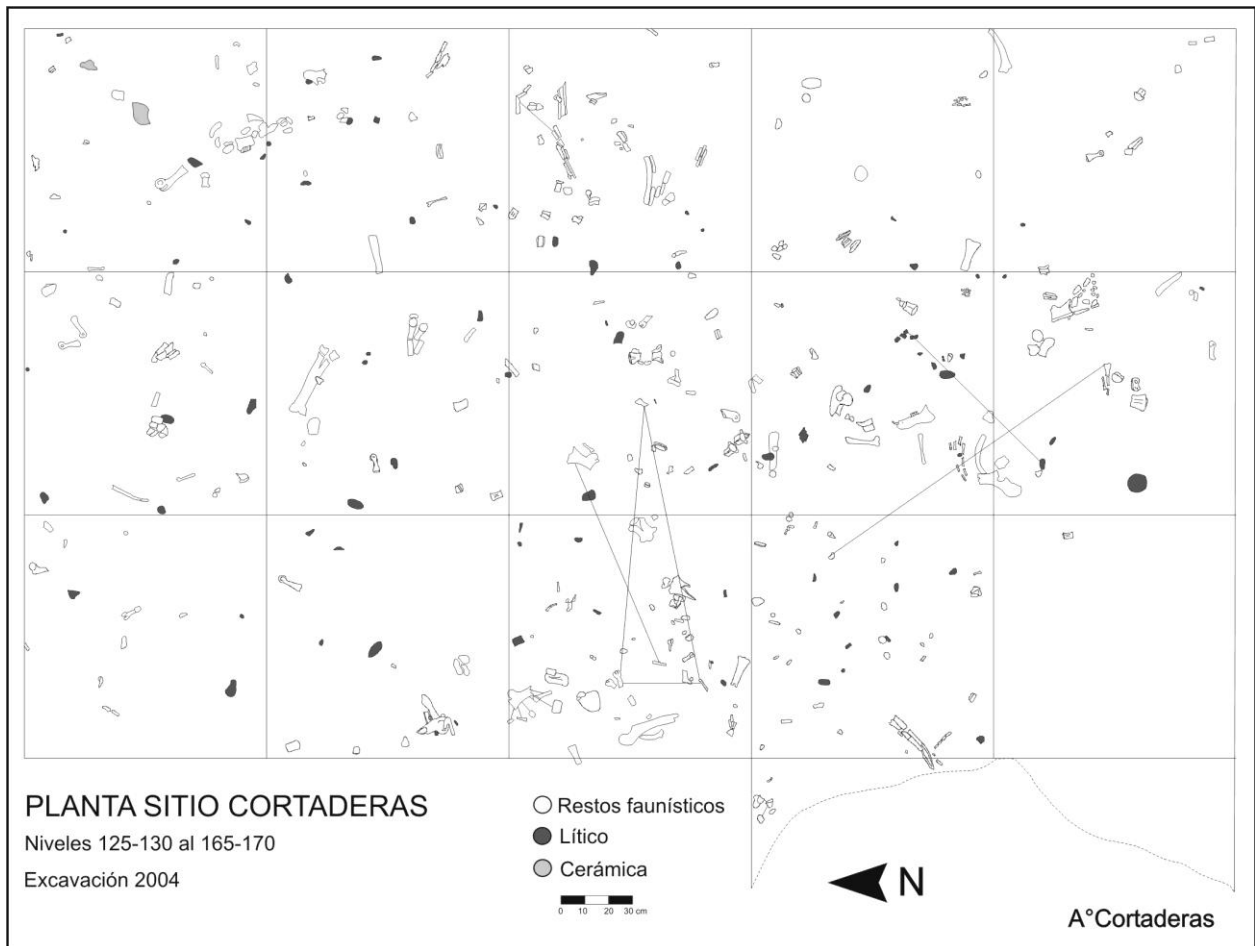 PLANTA SITIO CORTADERAS
Niveles 125-130 al 165-170
Excavación 2004
Restos faunísticos
Lítico
Cerámica
0 10 20 30 cm
N
A°Cortaderas